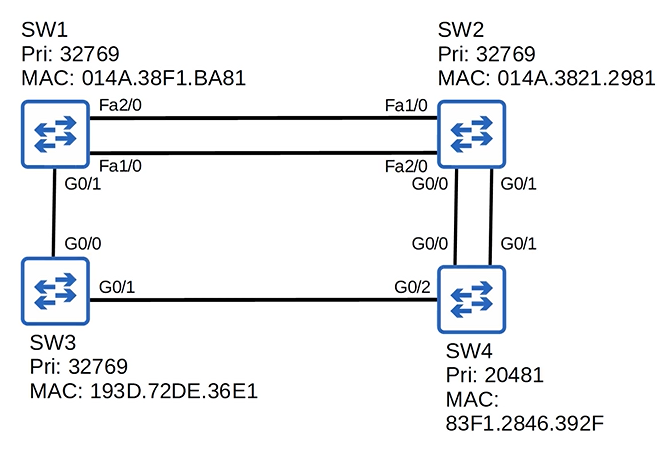 SW1
Pri: 32769
MAC: 014A.38F1.BA81
SW2
Pri: 32769
MAC: 014A.3821.2981
Fa2/0
Fa1/0
Fa1/0
Fa2/0
G0/1
G0/0
G0/1
G0/0
G0/0
G0/1
G0/1
G0/2
SW3
Pri: 32769
MAC: 193D.72DE.36E1
SW4
Pri: 20481
MAC:
83F1.2846.392F